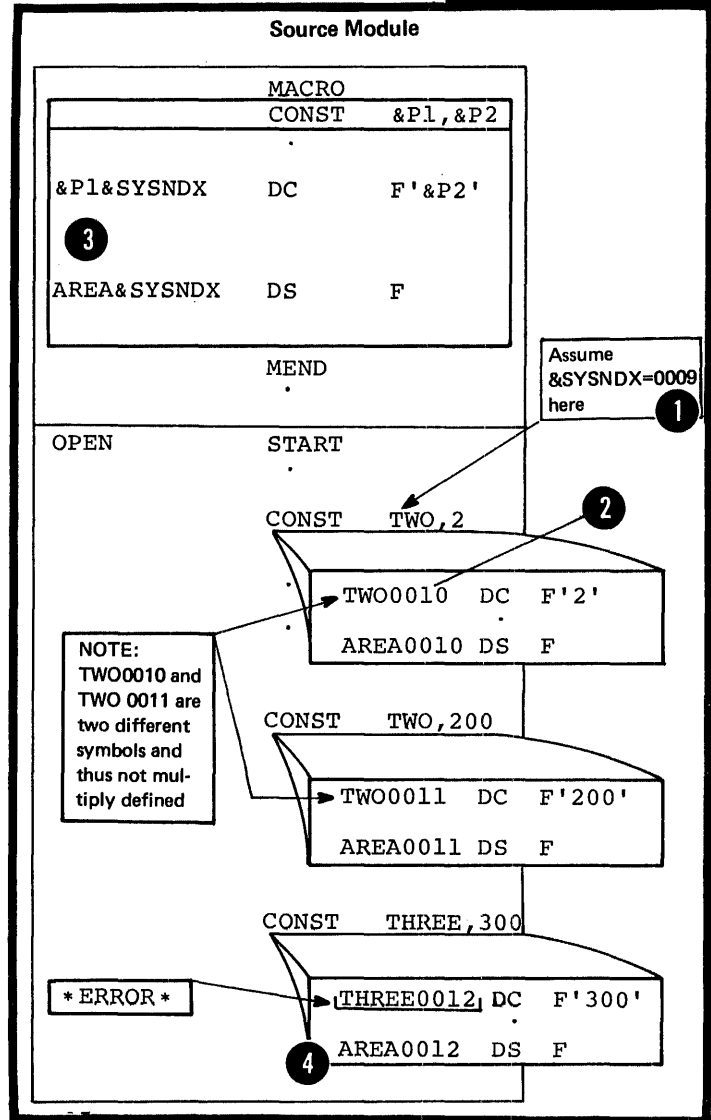 Source Module
MACRO
CONST &P1,&P2
.
&P1&SYSNDX DC F'&P2'
3
AREA&SYSNDX DS F
MEND
.
Assume
&SYSNDX=0009
here
1
OPEN START
.
CONST TWO,2
2
.
TWO0010 DC F'2'
.
.
AREA0010 DS F
NOTE:
TWO0010 and
TWO 0011 are
two different
symbols and
thus not mul-
tiply defined
CONST TWO,200
TWO0011 DC F'200'
AREA0011 DS F
CONST THREE,300
*ERROR*
THREE0012 DC F'300'
.
4
AREA0012 DS F